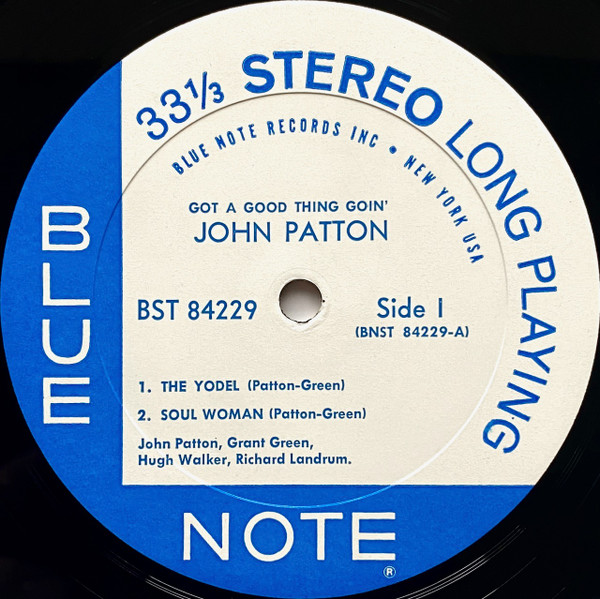 33⅓ STEREO LONG PLAYING
BLUE NOTE RECORDS INC • NEW YORK USA
GOT A GOOD THING GOIN'
JOHN PATTON
BST 84229
Side I
(BNST 84229-A)
1. THE YODEL (Patton-Green)
2. SOUL WOMAN (Patton-Green)
John Patton, Grant Green,
Hugh Walker, Richard Landrum.
BLUE
NOTE
®